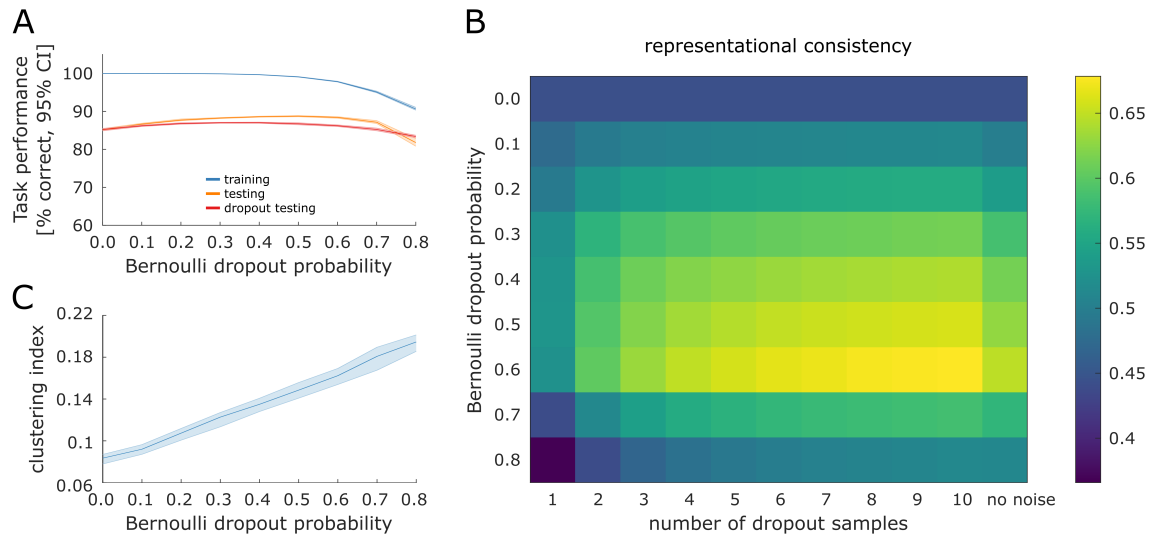 A
Task performance
[% correct, 95% CI]
100
90
80
70
60
training
testing
dropout testing
0.0 0.1 0.2 0.3 0.4 0.5 0.6 0.7 0.8
Bernoulli dropout probability
B
representational consistency
Bernoulli dropout probability
0.0
0.1
0.2
0.3
0.4
0.5
0.6
0.7
0.8
1 2 3 4 5 6 7 8 9 10 no noise
number of dropout samples
0.65
0.6
0.55
0.5
0.45
0.4
C
clustering index
0.22
0.18
0.14
0.1
0.06
0.0 0.1 0.2 0.3 0.4 0.5 0.6 0.7 0.8
Bernoulli dropout probability